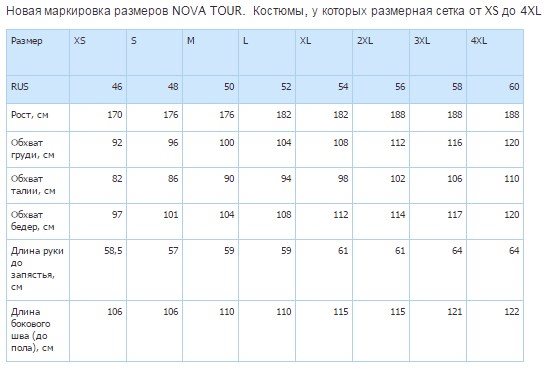 Новая маркировка размеров NOVA TOUR. Костюмы, у которых размерная сетка от XS до 4XL
Размер XS S M L XL 2XL 3XL 4XL
RUS 46 48 50 52 54 56 58 60
Рост, см 170 176 176 182 182 188 188 188
Обхват
груди, см 92 96 100 104 108 112 116 120
Обхват
талии, см 82 86 90 94 98 102 106 110
Обхват
бедер, см 97 101 104 108 112 114 117 120
Длина руки
до
запястья,
см 58,5 57 59 59 61 61 64 64
Длина
бокового
шва (до
пола), см 106 106 110 110 115 115 121 122